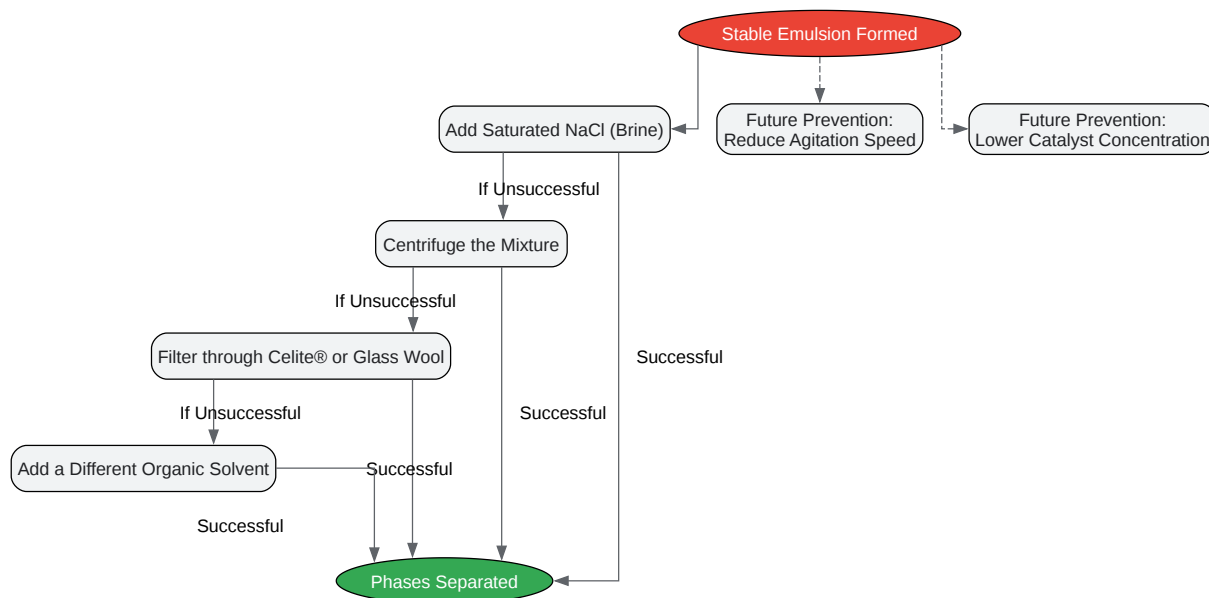 Stable Emulsion Formed
Add Saturated NaCl (Brine)
Future Prevention:
Reduce Agitation Speed
Future Prevention:
Lower Catalyst Concentration
If Unsuccessful
Centrifuge the Mixture
If Unsuccessful
Filter through Celite® or Glass Wool
Successful
If Unsuccessful
Successful
Add a Different Organic Solvent
Successful
Successful
Phases Separated